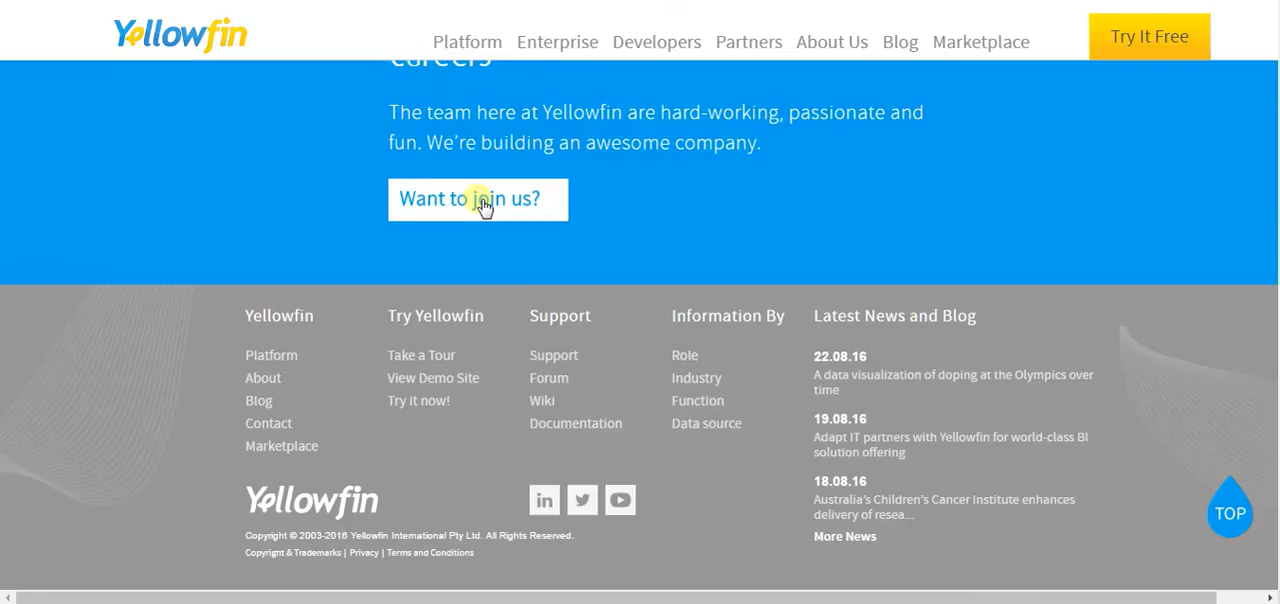 Yellowfin
Platform Enterprise Developers Partners About Us Blog Marketplace
Try It Free
Careers
The team here at Yellowfin are hard-working, passionate and
fun. We're building an awesome company.
Want to join us?
Yellowfin
Platform
About
Blog
Contact
Marketplace
Try Yellowfin
Take a Tour
View Demo Site
Try it now!
Support
Support
Forum
Wiki
Documentation
Information By
Role
Industry
Function
Data source
Latest News and Blog
22.08.16
A data visualization of doping at the Olympics over
time
19.08.16
Adapt IT partners with Yellowfin for world-class BI
solution offering
18.08.16
Australia's Children's Cancer Institute enhances
delivery of resea...
More News
Yellowfin
in
Copyright © 2003-2016 Yellowfin International Pty Ltd. All Rights Reserved.
Copyright & Trademarks | Privacy | Terms and Conditions
TOP